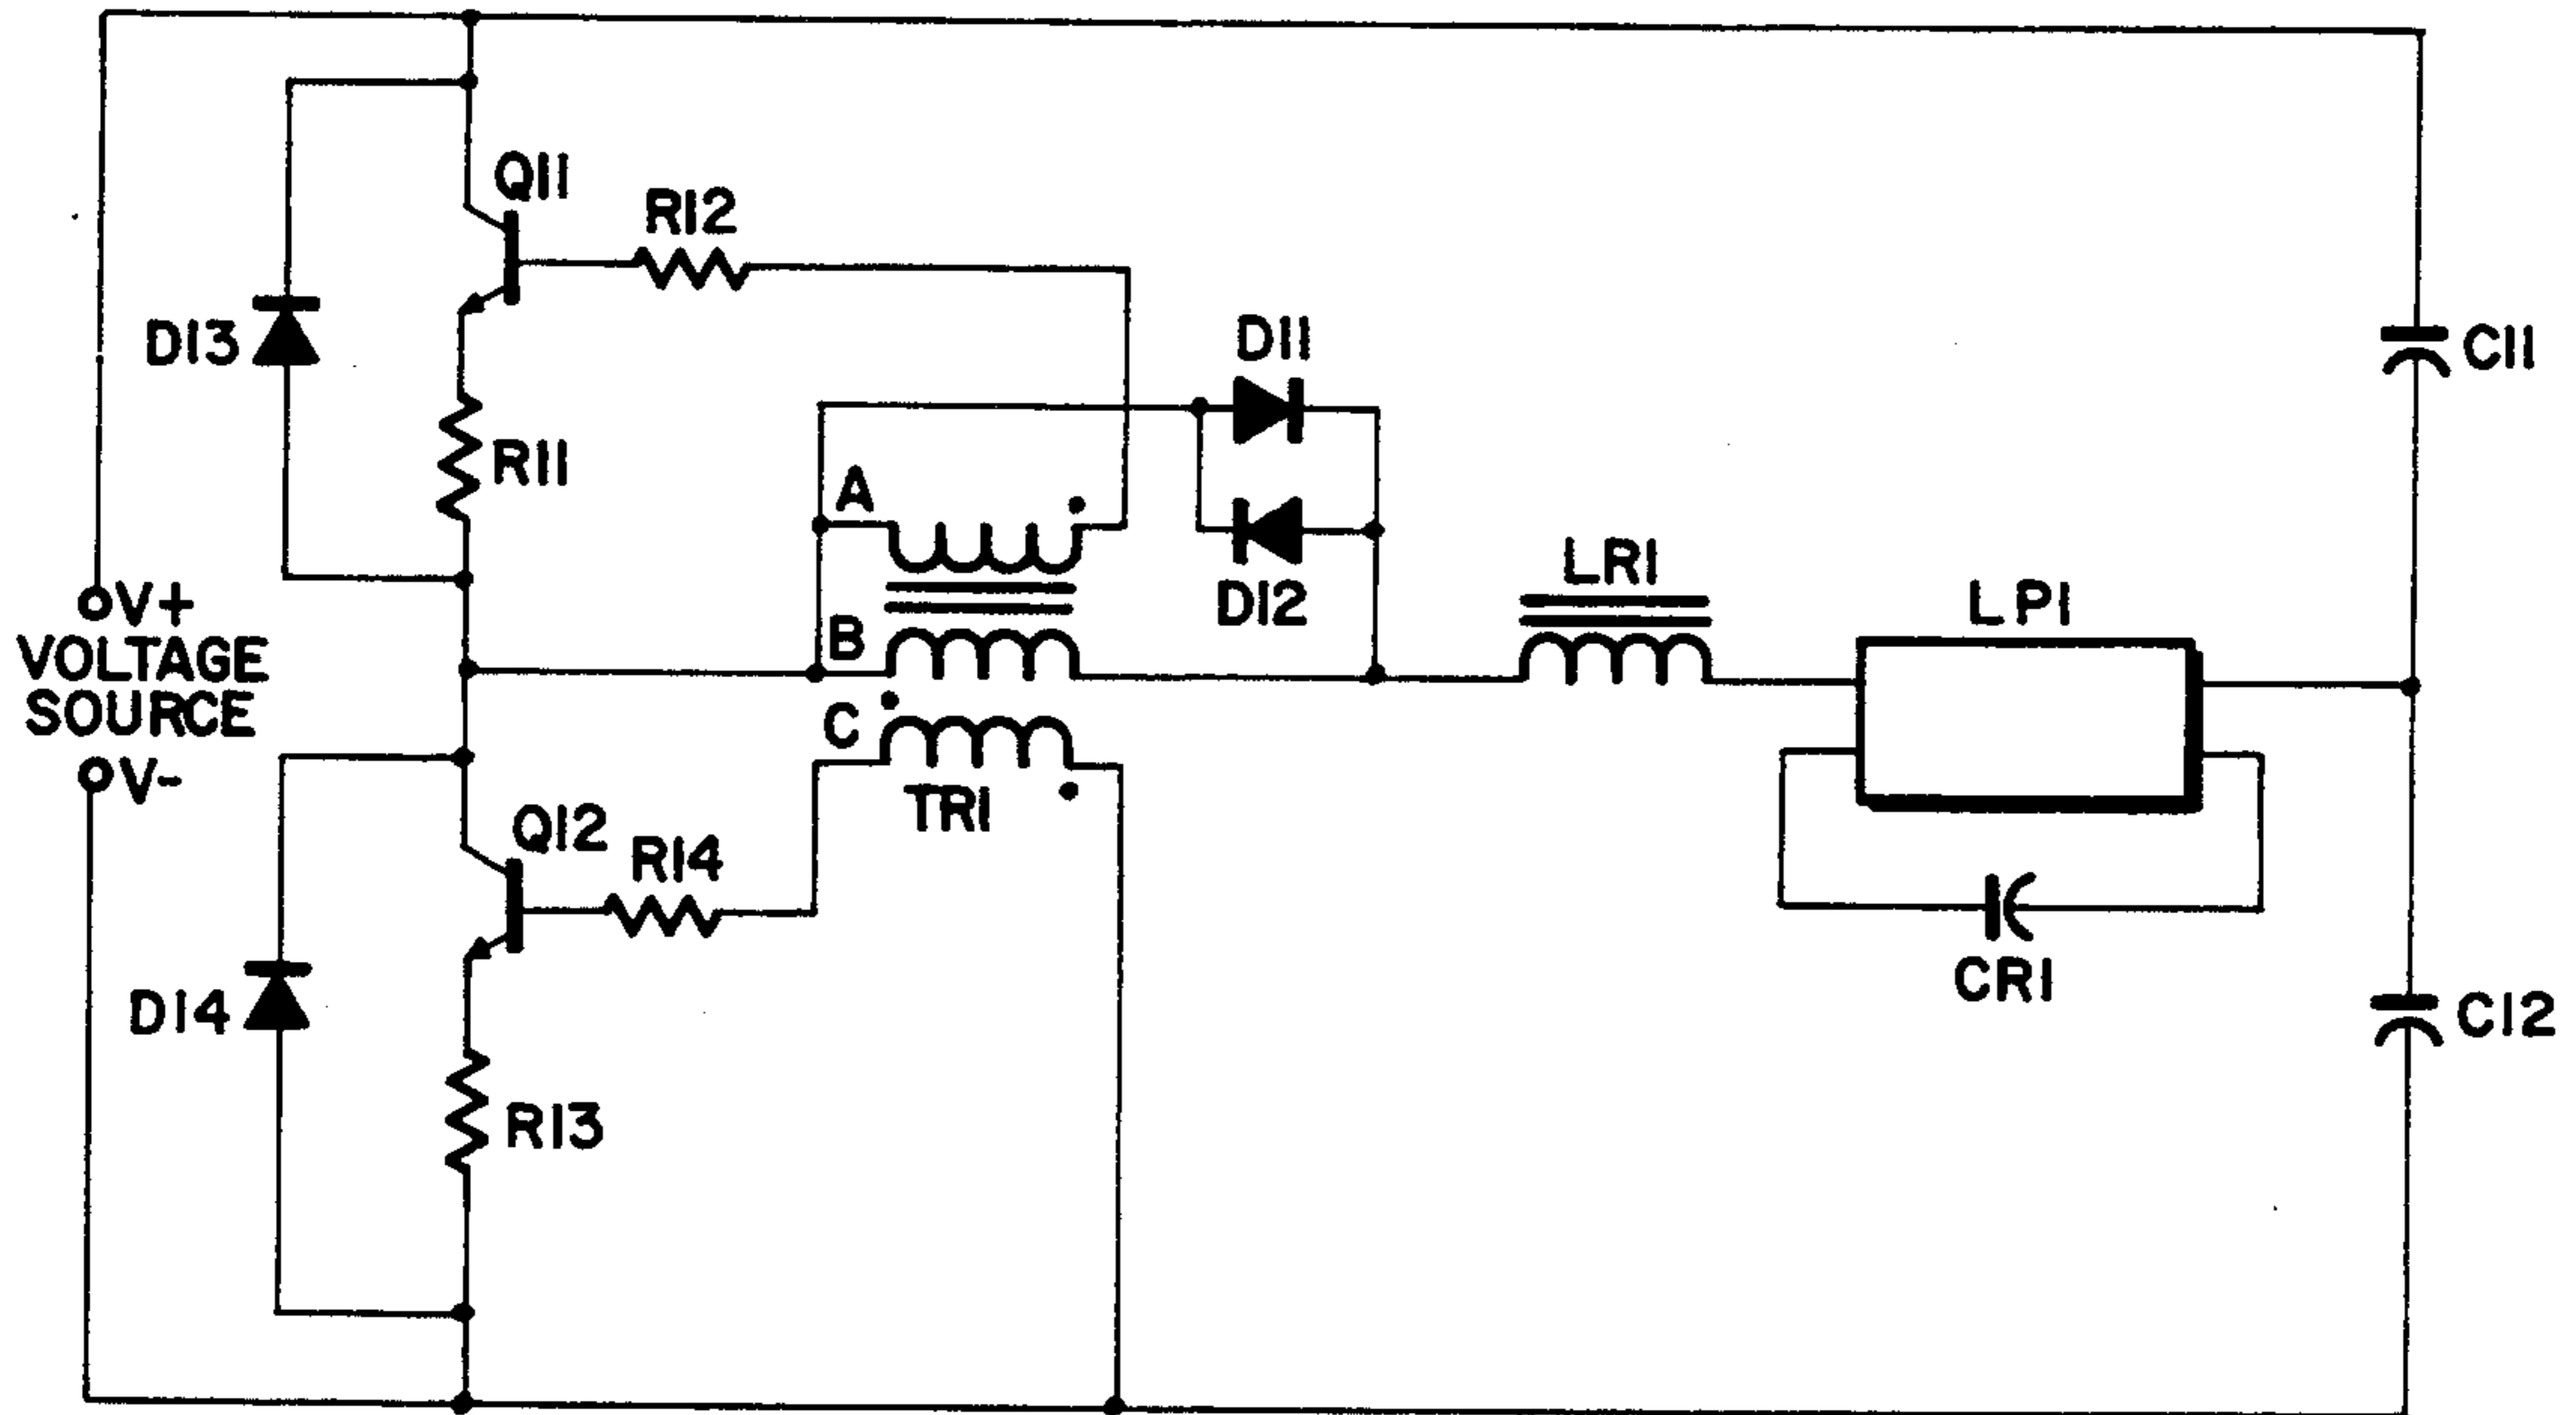 Q11
R12
D13
D11
C11
R11
A
D12
LR1
LP1
V+
VOLTAGE
SOURCE
V-
B
C
TR1
Q12
R14
CR1
D14
C12
R13